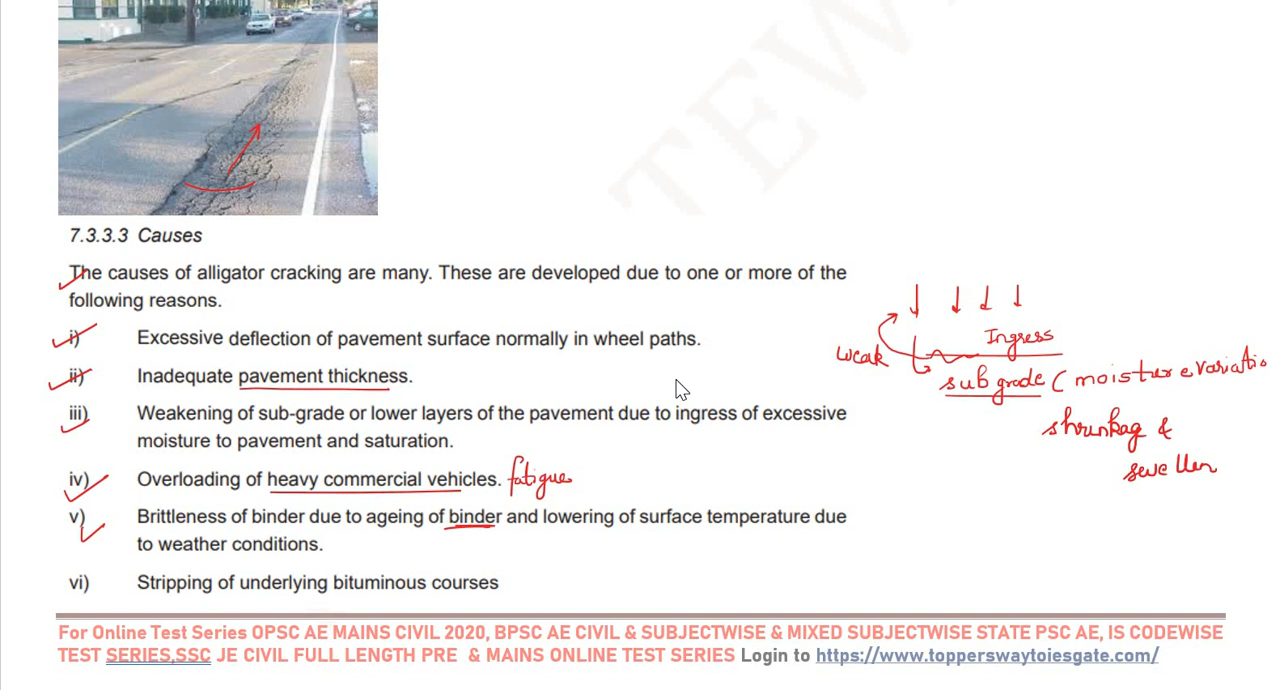 TE
7.3.3.3 Causes
The causes of alligator cracking are many. These are developed due to one or more of the
following reasons.
i) Excessive deflection of pavement surface normally in wheel paths.
ii) Inadequate pavement thickness.
iii) Weakening of sub-grade or lower layers of the pavement due to ingress of excessive
moisture to pavement and saturation.
iv) Overloading of heavy commercial vehicles. fatigue
v) Brittleness of binder due to ageing of binder and lowering of surface temperature due
to weather conditions.
vi) Stripping of underlying bituminous courses
Ingress
weak
subgrade ( moisture variatio
shrunkag &
swellen
For Online Test Series OPSC AE MAINS CIVIL 2020, BPSC AE CIVIL & SUBJECTWISE & MIXED SUBJECTWISE STATE PSC AE, IS CODEWISE
TEST SERIES,SSC JE CIVIL FULL LENGTH PRE & MAINS ONLINE TEST SERIES Login to https://www.topperswaytoiesgate.com/